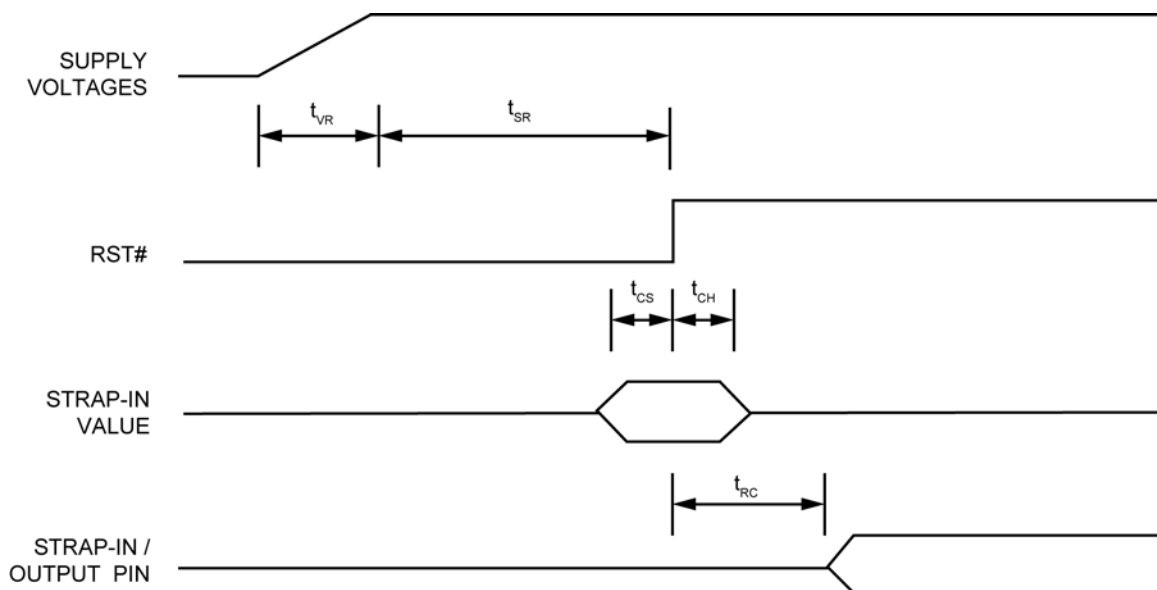 SUPPLY
VOLTAGES
tVR
tSR
RST#
tCS
tCH
STRAP-IN
VALUE
tRC
STRAP-IN /
OUTPUT PIN